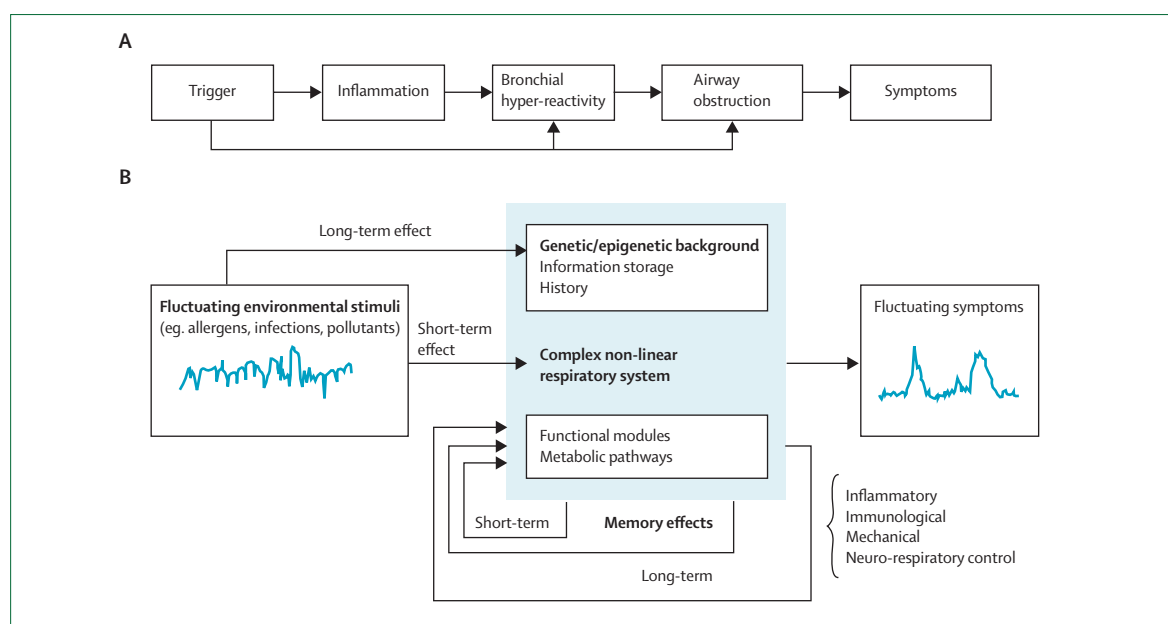 A
Trigger
Inflammation
Bronchial
hyper-reactivity
Airway
obstruction
Symptoms
B
Long-term effect
Genetic/epigenetic background
Information storage
History
Fluctuating environmental stimuli
(eg. allergens, infections, pollutants)
Short-term
effect
Complex non-linear
respiratory system
Fluctuating symptoms
Functional modules
Metabolic pathways
Short-term
Memory effects
Long-term
Inflammatory
Immunological
Mechanical
Neuro-respiratory control